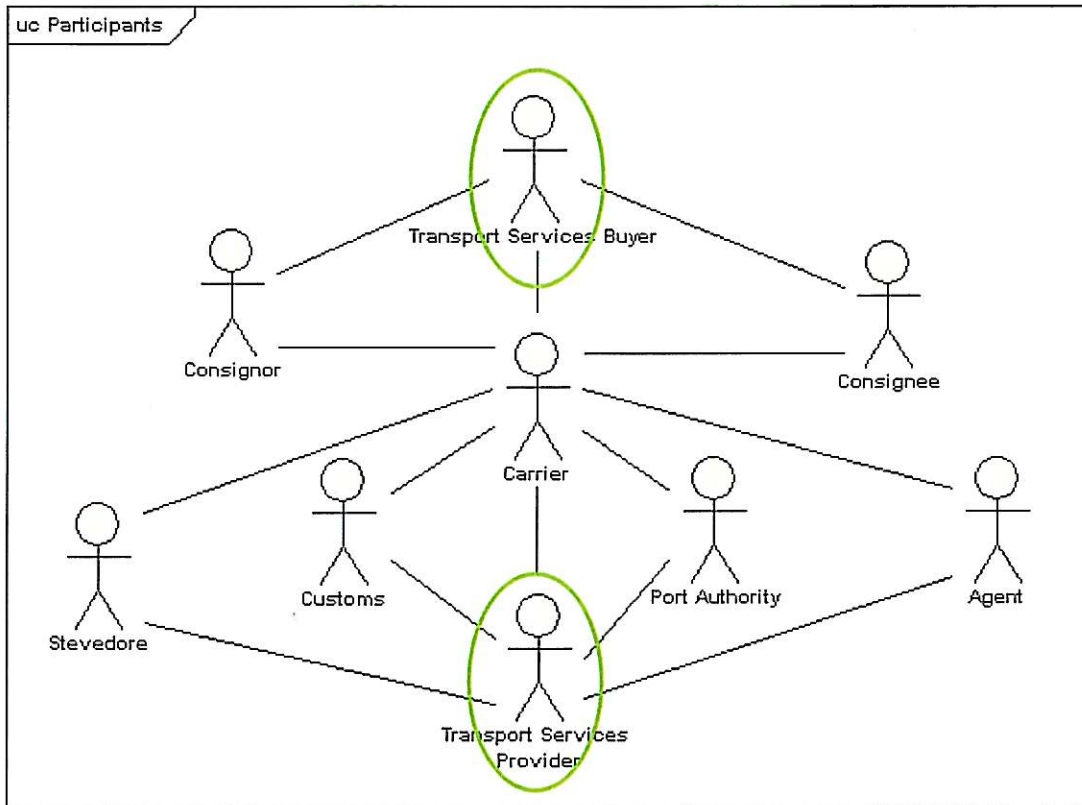 uc Participants
Transport Services Buyer
Consignor
Consignee
Carrier
Customs
Port Authority
Agent
Stevedore
Transport Services
Provider